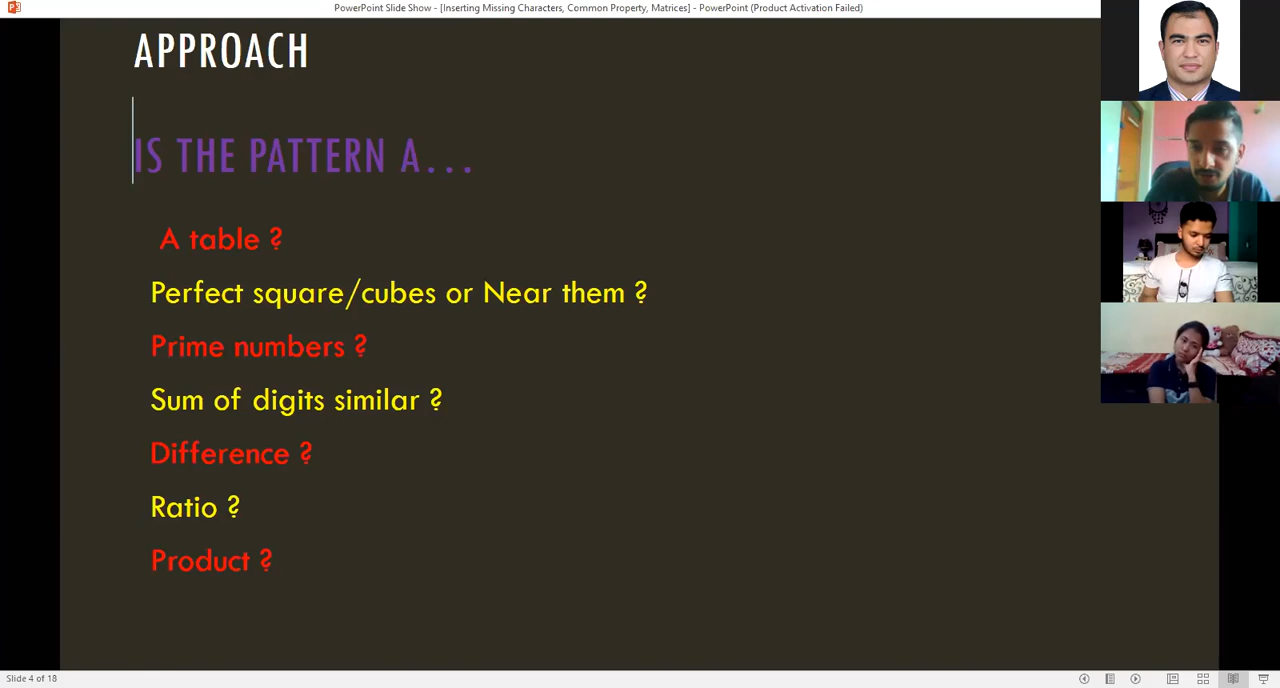 PowerPoint Slide Show - [Inserting Missing Characters, Common Property, Matrices] - PowerPoint (Product Activation Failed)
APPROACH
IS THE PATTERN A...
A table ?
Perfect square/cubes or Near them ?
Prime numbers ?
Sum of digits similar ?
Difference ?
Ratio ?
Product ?
Slide 4 of 18